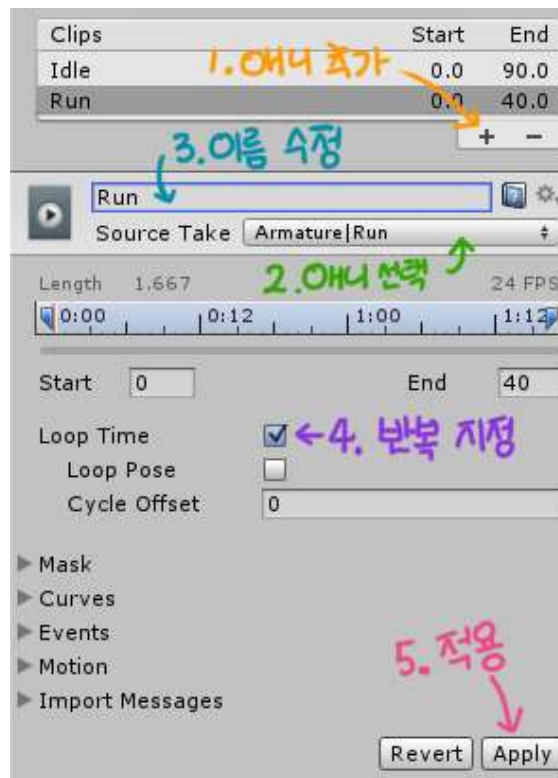 Clips Start End
Idle 0.0 90.0
1.애니 추가
Run 0.0 40.0
+ −
3.이름 수정
Run
Source Take Armature|Run
2.애니 선택
Length 1.667 24 FPS
0:00 0:12 1:00 1:12
Start 0 End 40
Loop Time ←4. 반복 지정
Loop Pose
Cycle Offset 0
Mask
Curves
Events
Motion
Import Messages
5. 적용
Revert Apply